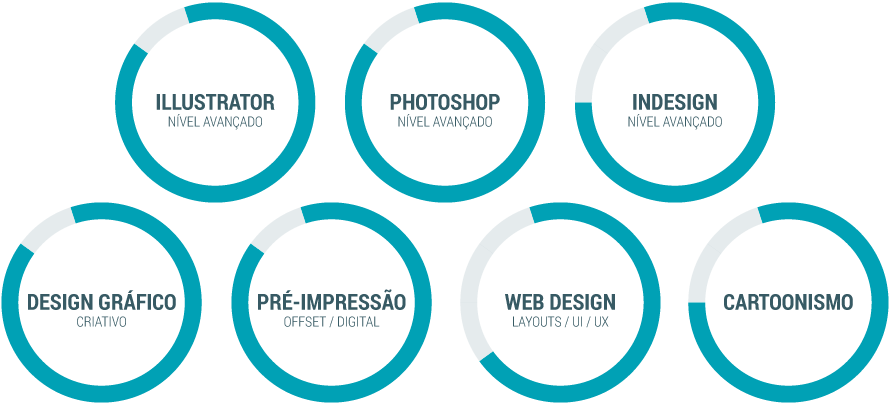 ILLUSTRATOR
NÍVEL AVANÇADO
PHOTOSHOP
NÍVEL AVANÇADO
INDESIGN
NÍVEL AVANÇADO
DESIGN GRÁFICO
CRIATIVO
PRÉ-IMPRESSÃO
OFFSET / DIGITAL
WEB DESIGN
LAYOUTS / UI / UX
CARTOONISMO